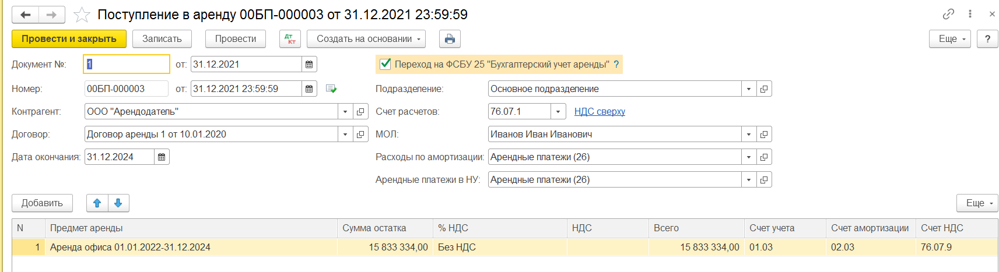 Поступление в аренду 00БП-000003 от 31.12.2021 23:59:59
Провести и закрыть Записать Провести Дт Кт Создать на основании Еще ?
Документ №: 1 от: 31.12.2021 Переход на ФСБУ 25 "Бухгалтерский учет аренды" ?
Номер: 00БП-000003 от: 31.12.2021 23:59:59 Подразделение: Основное подразделение
Контрагент: ООО "Арендодатель" Счет расчетов: 76.07.1 НДС сверху
Договор: Договор аренды 1 от 10.01.2020 МОЛ: Иванов Иван Иванович
Дата окончания: 31.12.2024 Расходы по амортизации: Арендные платежи (26)
Арендные платежи в НУ: Арендные платежи (26)
Добавить Еще
N Предмет аренды Сумма остатка % НДС НДС Всего Счет учета Счет амортизации Счет НДС
1 Аренда офиса 01.01.2022-31.12.2024 15 833 334,00 Без НДС 15 833 334,00 01.03 02.03 76.07.9